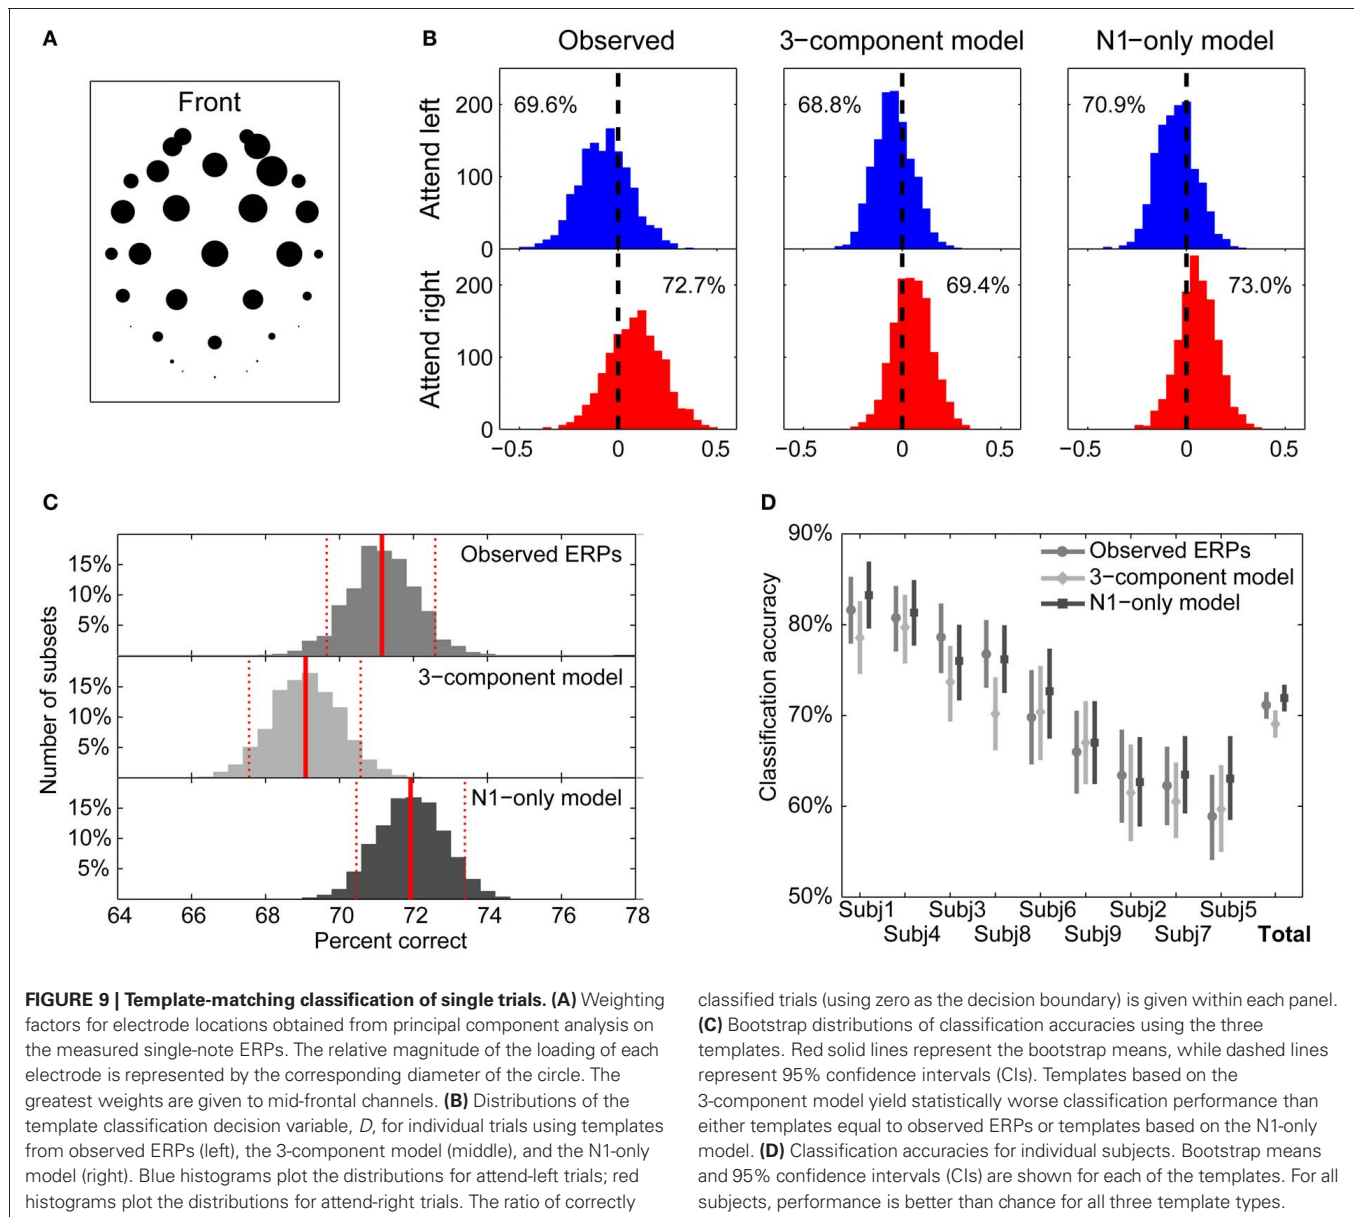 A
Front
B
Observed
3−component model
N1−only model
Attend left
200
100
0
69.6%
68.8%
70.9%
Attend right
200
100
0
72.7%
69.4%
73.0%
−0.5 0 0.5
−0.5 0 0.5
−0.5 0 0.5
C
Number of subsets
15%
10%
5%
Observed ERPs
15%
10%
5%
3−component model
15%
10%
5%
N1−only model
64 66 68 70 72 74 76 78
Percent correct
D
Classification accuracy
90%
80%
70%
60%
50%
Observed ERPs
3−component model
N1−only model
Subj1 Subj3 Subj6 Subj2 Subj5
Subj4 Subj8 Subj9 Subj7 Total
FIGURE 9 | Template-matching classification of single trials. (A) Weighting
factors for electrode locations obtained from principal component analysis on
the measured single-note ERPs. The relative magnitude of the loading of each
electrode is represented by the corresponding diameter of the circle. The
greatest weights are given to mid-frontal channels. (B) Distributions of the
template classification decision variable, D, for individual trials using templates
from observed ERPs (left), the 3-component model (middle), and the N1-only
model (right). Blue histograms plot the distributions for attend-left trials; red
histograms plot the distributions for attend-right trials. The ratio of correctly
classified trials (using zero as the decision boundary) is given within each panel.
(C) Bootstrap distributions of classification accuracies using the three
templates. Red solid lines represent the bootstrap means, while dashed lines
represent 95% confidence intervals (CIs). Templates based on the
3-component model yield statistically worse classification performance than
either templates equal to observed ERPs or templates based on the N1-only
model. (D) Classification accuracies for individual subjects. Bootstrap means
and 95% confidence intervals (CIs) are shown for each of the templates. For all
subjects, performance is better than chance for all three template types.